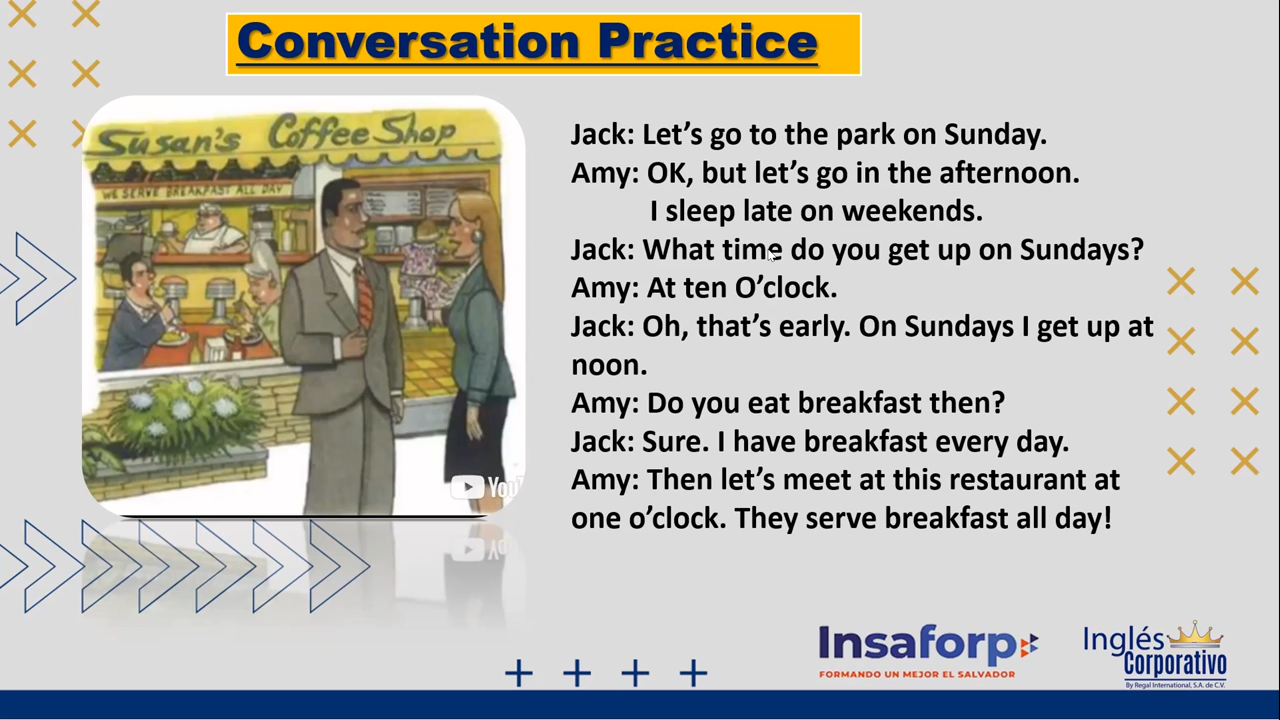 Conversation Practice
Susan's Coffee Shop
WE SERVE BREAKFAST ALL DAY
Jack: Let’s go to the park on Sunday.
Amy: OK, but let’s go in the afternoon.
I sleep late on weekends.
Jack: What time do you get up on Sundays?
Amy: At ten O’clock.
Jack: Oh, that’s early. On Sundays I get up at
noon.
Amy: Do you eat breakfast then?
Jack: Sure. I have breakfast every day.
Amy: Then let’s meet at this restaurant at
one o’clock. They serve breakfast all day!
You
Insaforp
FORMANDO UN MEJOR EL SALVADOR
Inglés
Corporativo
By Regal International, S.A. de C.V.